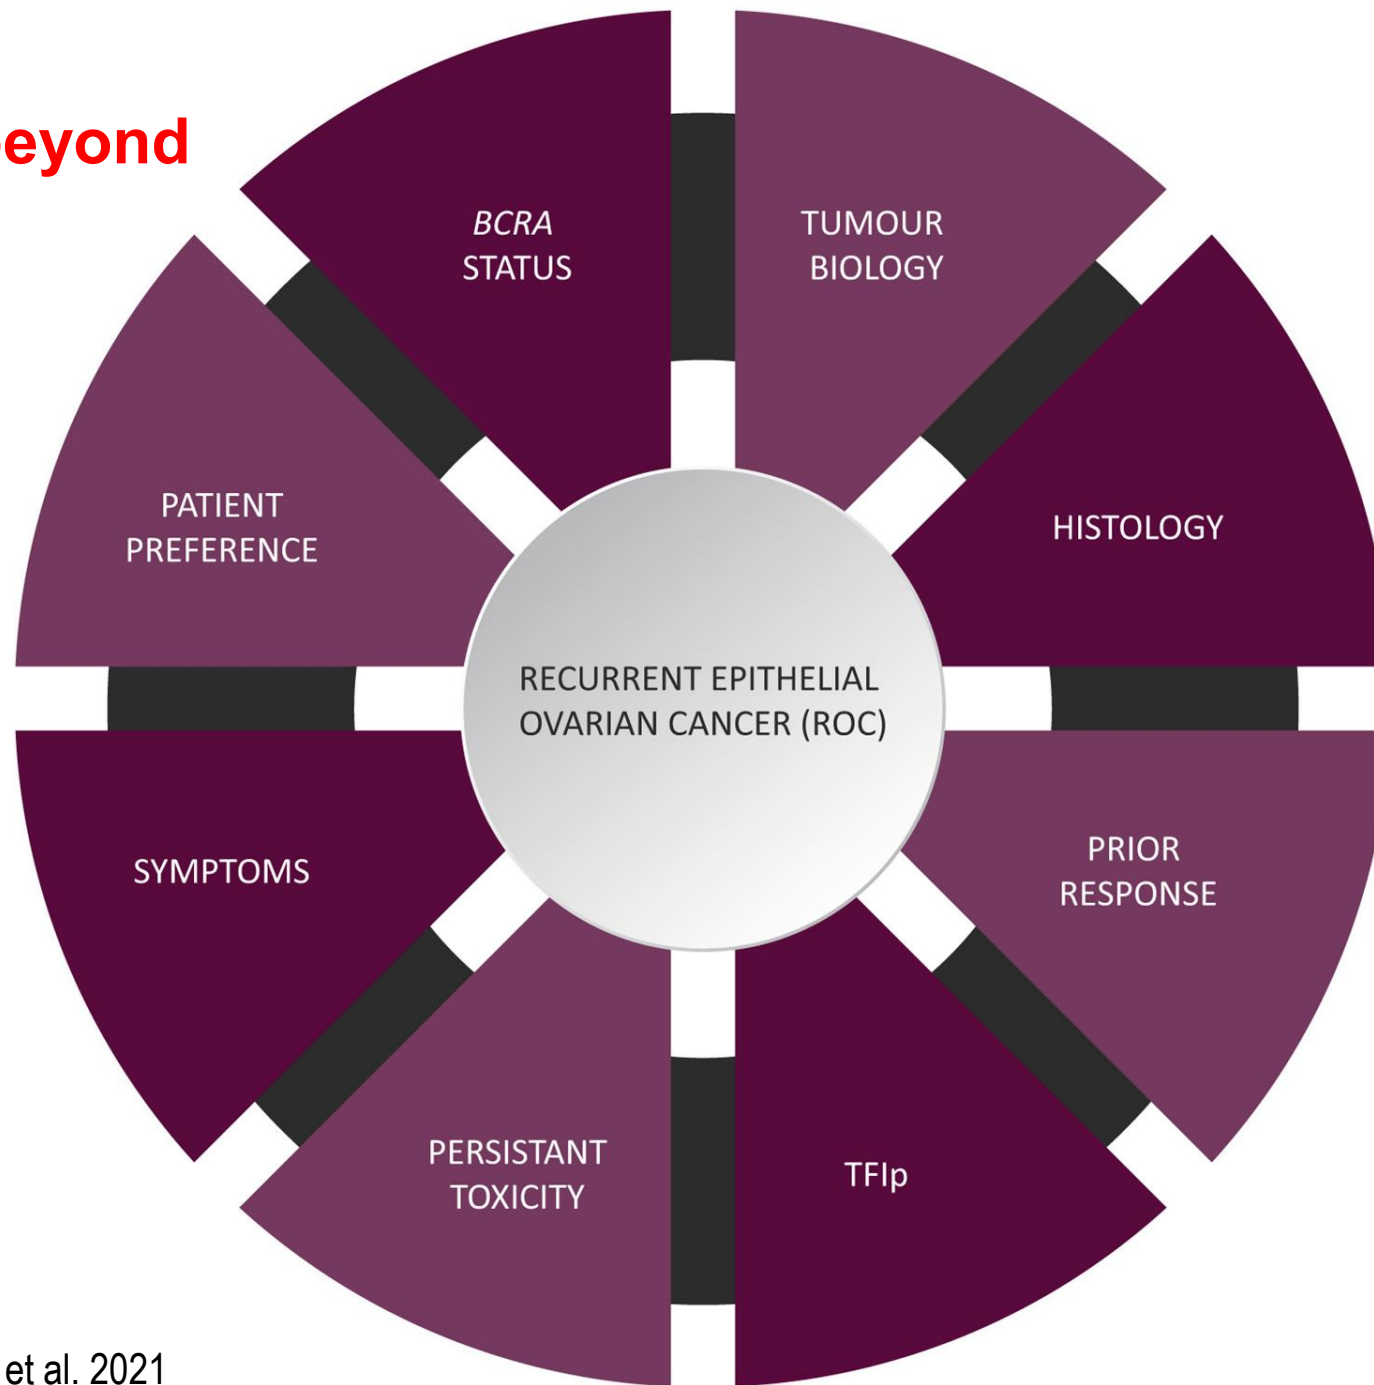 beyond
BCRA
STATUS
TUMOUR
BIOLOGY
HISTOLOGY
PATIENT
PREFERENCE
RECURRENT EPITHELIAL
OVARIAN CANCER (ROC)
PRIOR
RESPONSE
SYMPTOMS
TFIp
PERSISTANT
TOXICITY
et al. 2021